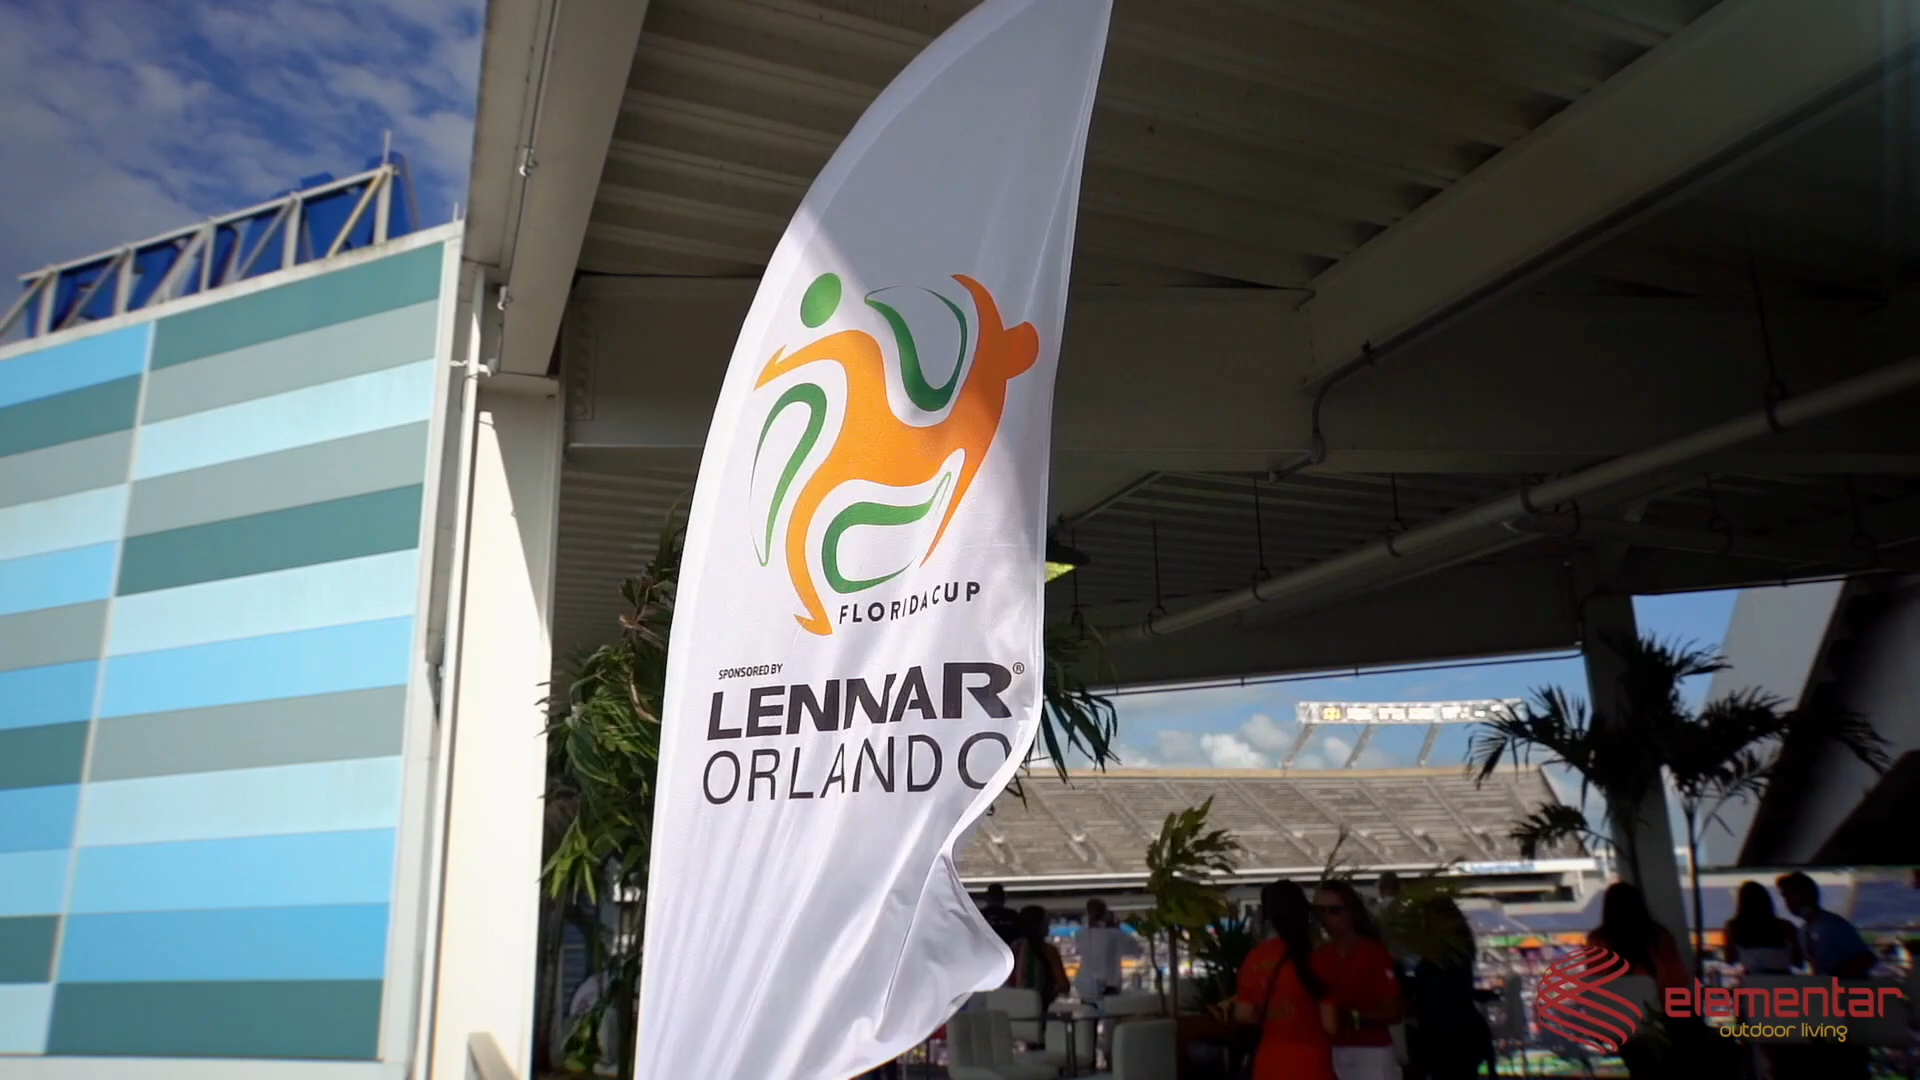 FLORIDACUP
SPONSORED BY
LENNAR®
ORLANDO
elementar
outdoor living